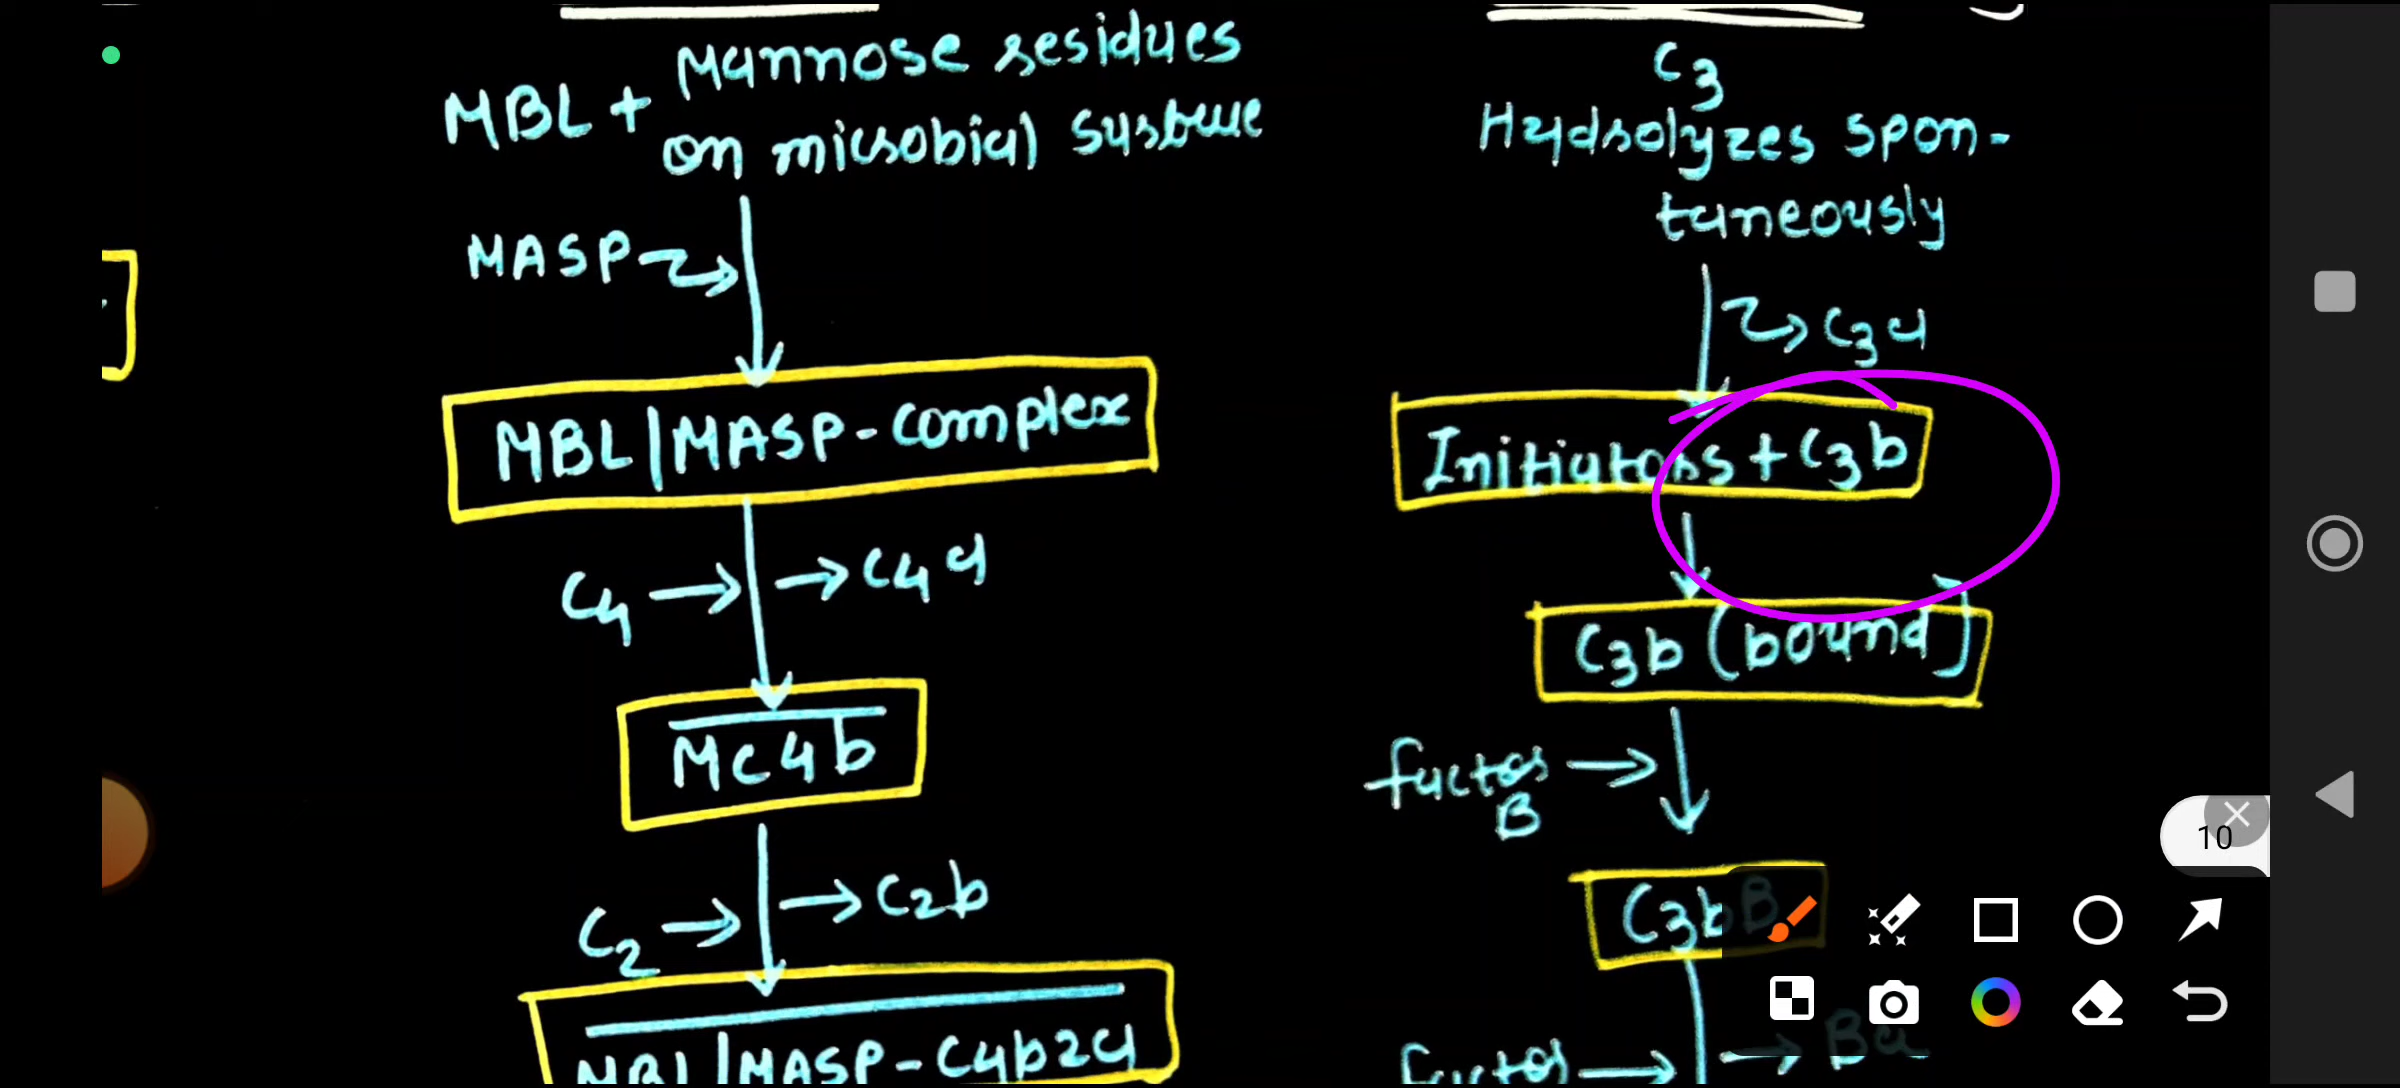 MBL + Mannose residues
on microbial surface
MASP
MBL/MASP-complex
C4
C4a
MC4b
C2
C2b
MBL/MASP-C4b2a
C3
Hydrolyzes spon-
taneously
C3a
Initiators + C3b
C3b (bound)
factor
B
C3bB
factor
Ba
10